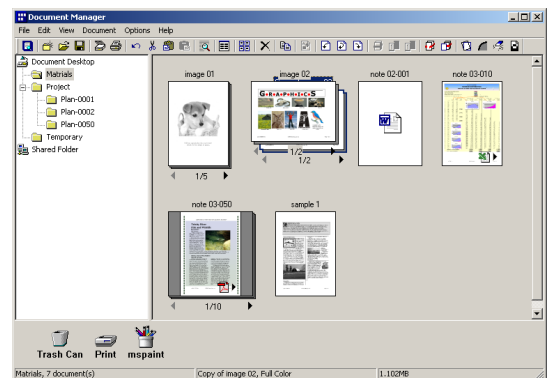 Document Manager
File Edit View Document Options Help
Document Desktop
Matrials
Project
Plan-0001
Plan-0002
Plan-0050
Temporary
Shared Folder
image 01
image 02
note 02-001
note 03-010
GRAPHICS
1/5
1/2
1/2
note 03-050
sample 1
1/10
Trash Can Print mspaint
Matrials, 7 document(s) Copy of image 02, Full Color 1.102MB